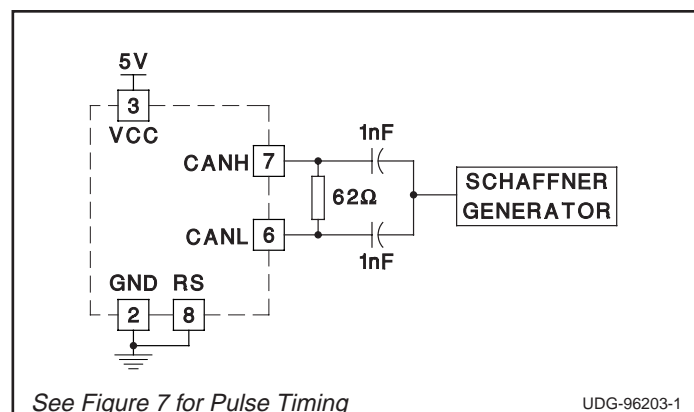 5V
3
VCC
1nF
CANH 7
SCHAFFNER
GENERATOR
62Ω
CANL 6
1nF
GND RS
2 8
See Figure 7 for Pulse Timing
UDG-96203-1